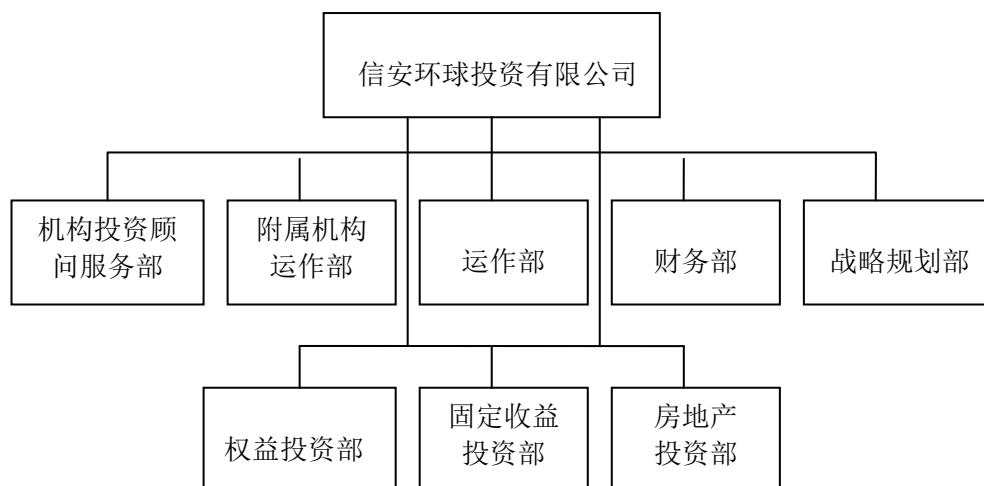 信安环球投资有限公司
机构投资顾
问服务部
附属机构
运作部
运作部
财务部
战略规划部
权益投资部
固定收益
投资部
房地产
投资部